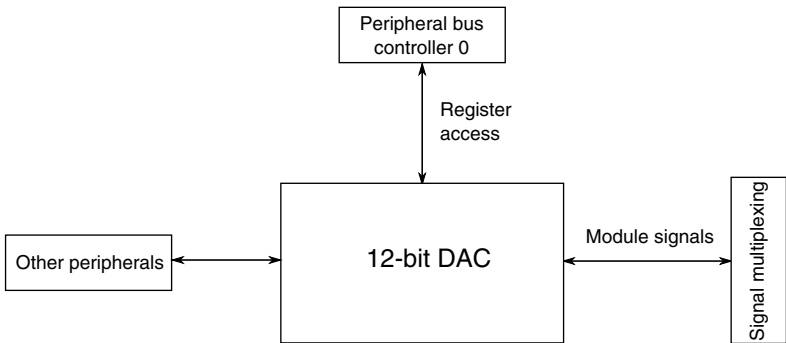 Peripheral bus
controller 0
Register
access
Other peripherals
12-bit DAC
Module signals
Signal multiplexing